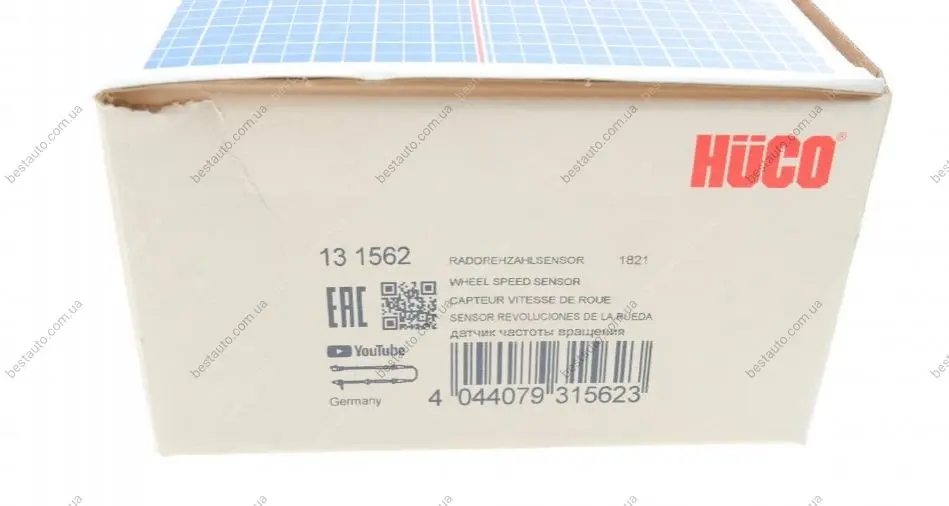 HÜCO®
13 1562
RADDREHZAHLSENSOR 1821
WHEEL SPEED SENSOR
CAPTEUR VITESSE DE ROUE
SENSOR REVOLUCIONES DE LA RUEDA
датчик частоты вращения
EAC
YouTube
Germany
4 044079 315623
bestauto.com.ua